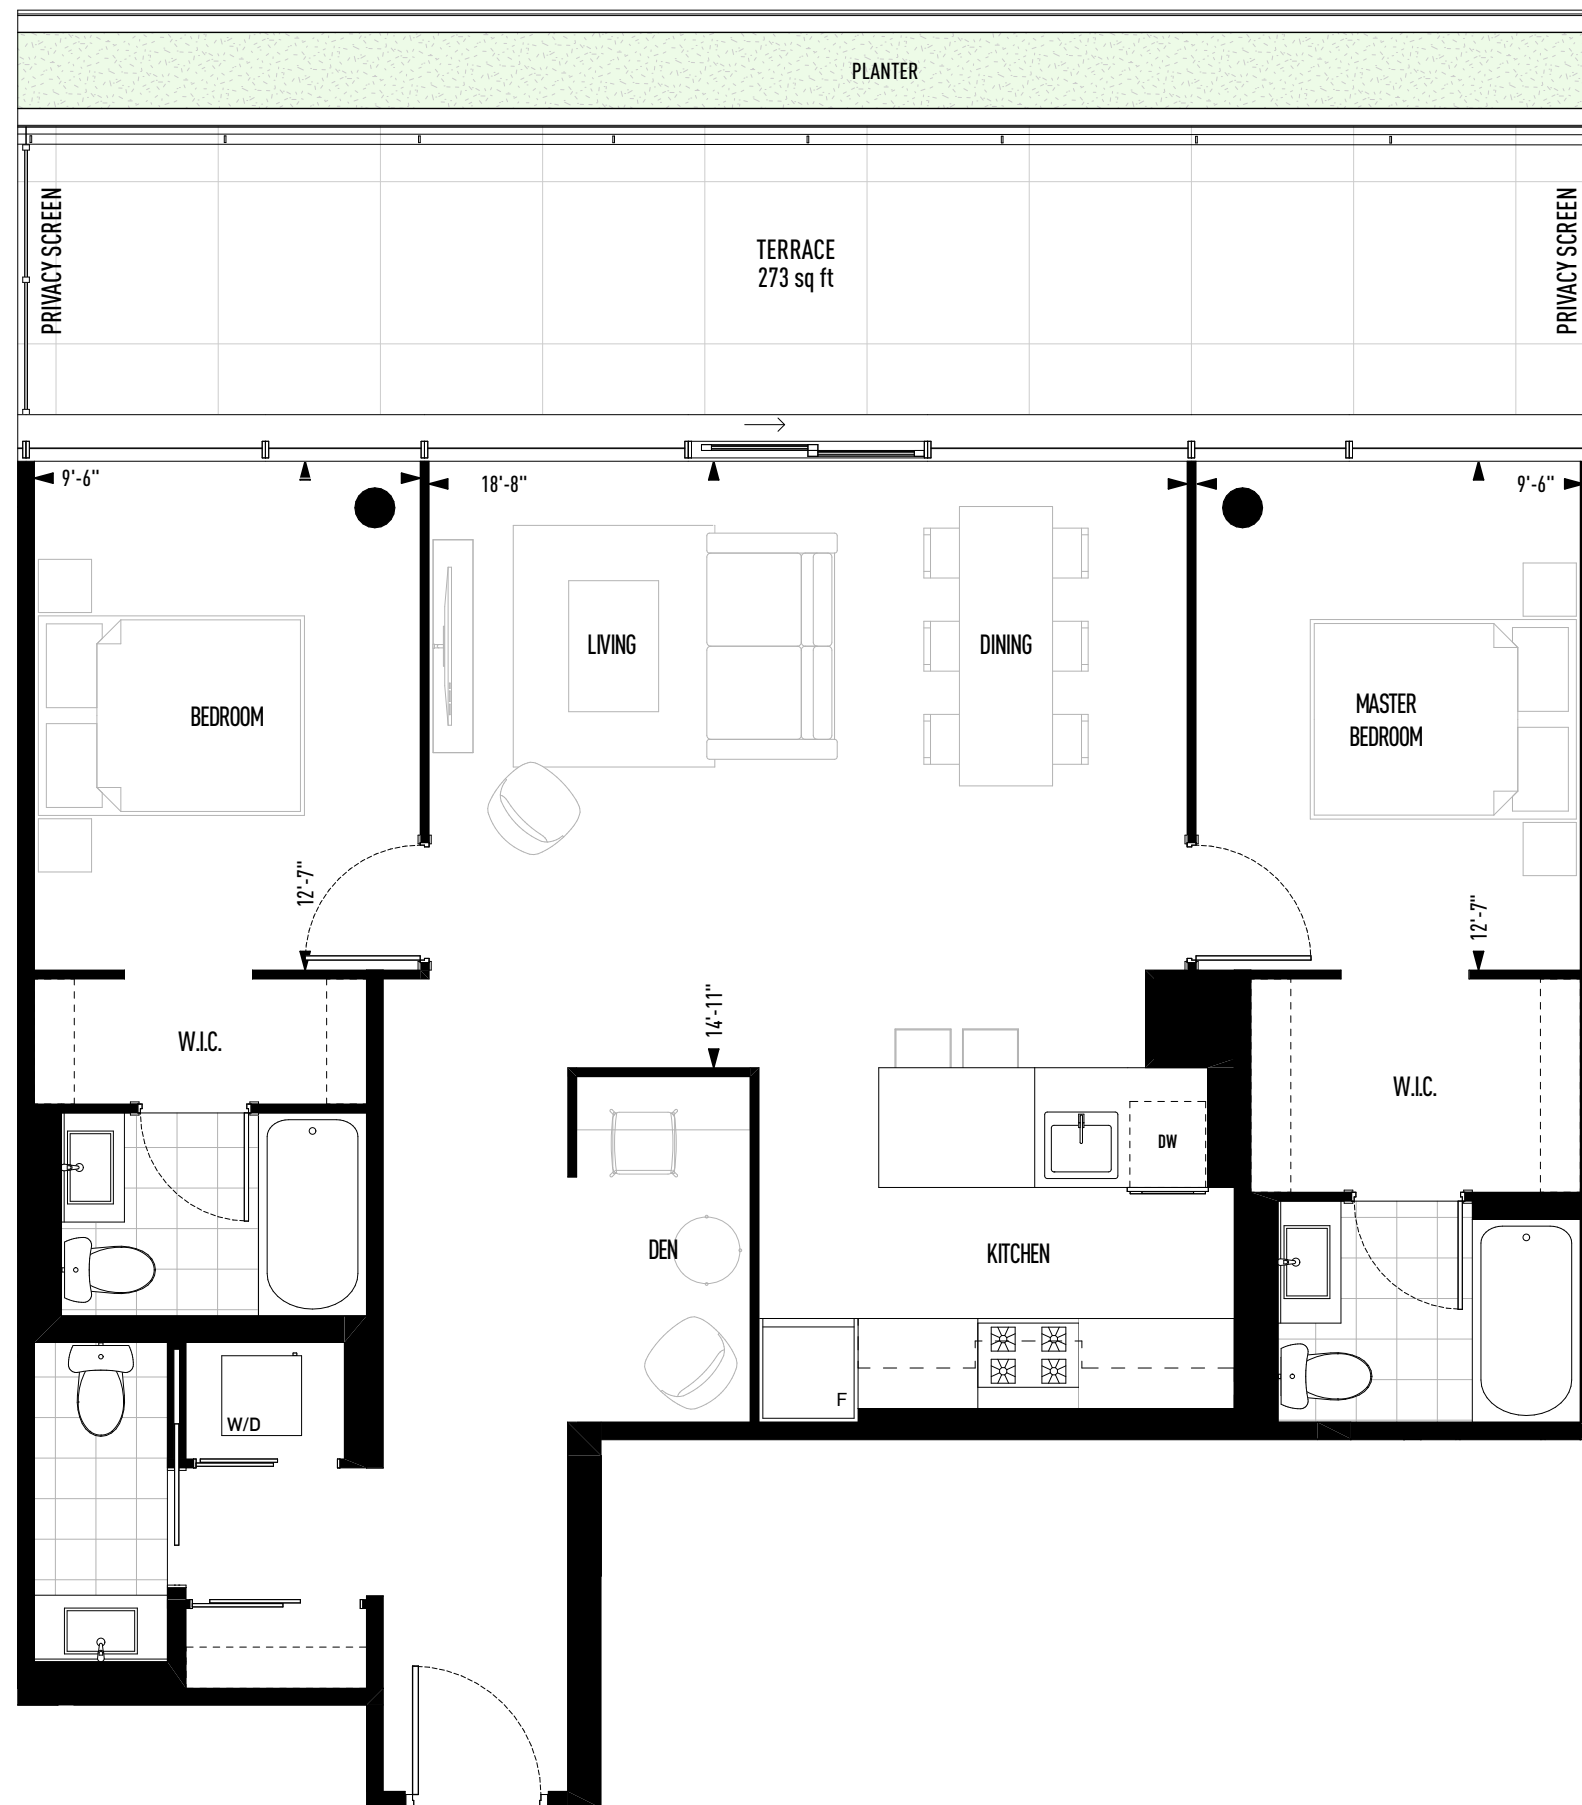 PLANTER
PRIVACY SCREEN
TERRACE
273 sq ft
PRIVACY SCREEN
9'-6"
18'-8"
9'-6"
LIVING
DINING
BEDROOM
MASTER
BEDROOM
12'-7"
12'-7"
14'-11"
W.I.C.
W.I.C.
DW
DEN
KITCHEN
F
W/D